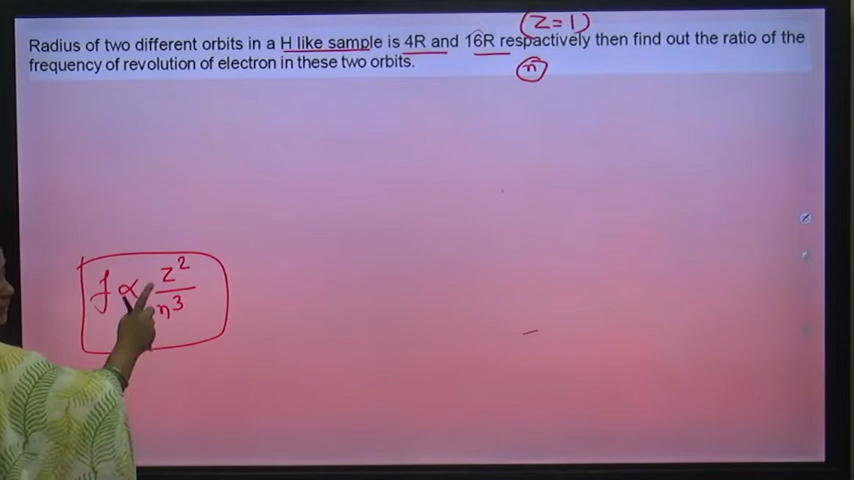 (Z=1)
Radius of two different orbits in a H like sample is 4R and 16R respactively then find out the ratio of the
frequency of revolution of electron in these two orbits.
n
f ∝ z²/n³